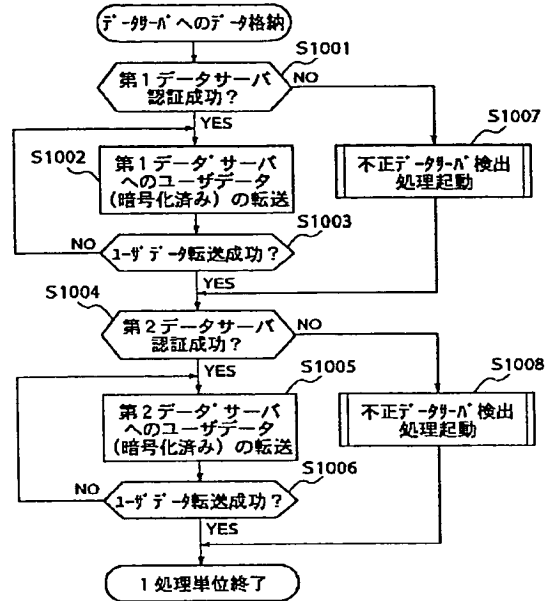 データサーバへのデータ格納
S1001
第1データサーバ
認証成功？
NO
YES
S1007
不正データサーバ検出
処理起動
S1002
第1データサーバ
へのユーザデータ
(暗号化済み) の転送
S1003
NO
ユーザデータ転送成功？
YES
S1004
第2データサーバ
認証成功？
NO
YES
S1005
S1008
第2データサーバ
へのユーザデータ
(暗号化済み) の転送
不正データサーバ検出
処理起動
S1006
NO
ユーザデータ転送成功？
YES
1処理単位終了